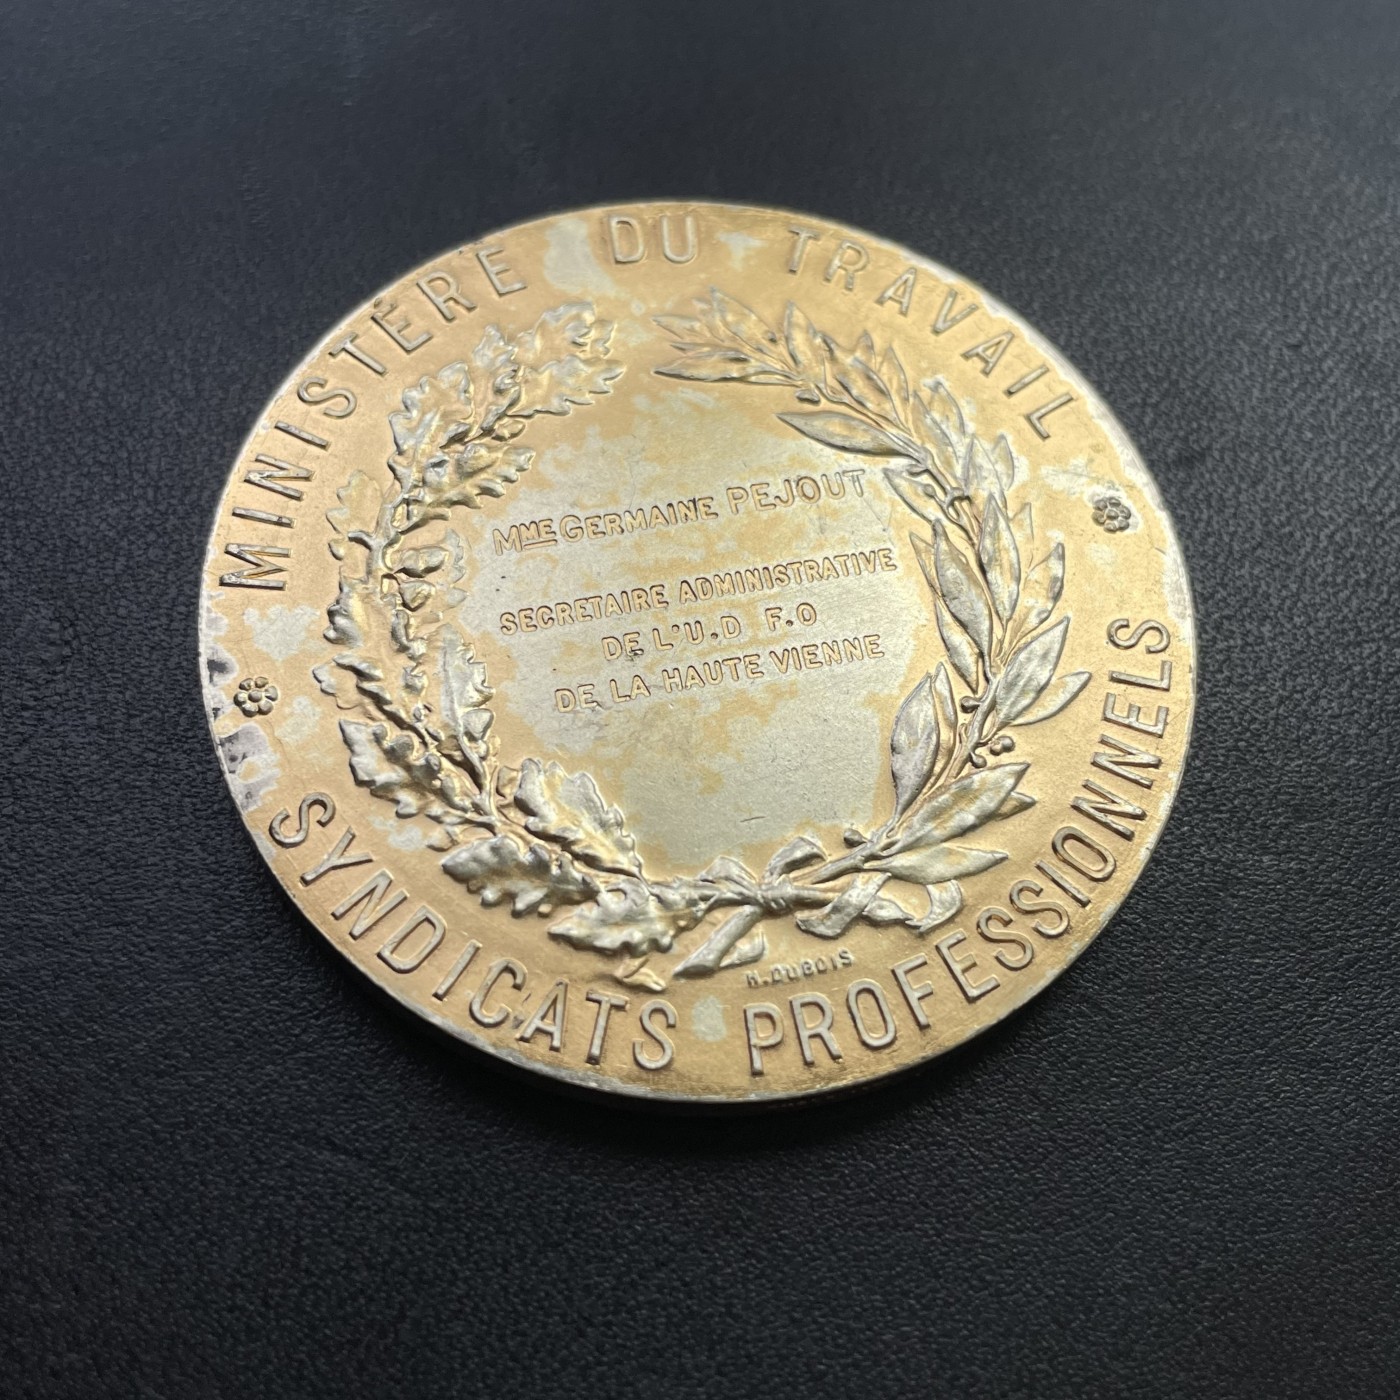 MINISTÈRE DU TRAVAIL
MME GERMAINE PEJOUT
SECRETAIRE ADMINISTRATIVE
DE L'U.D F.O
DE LA HAUTE VIENNE
H.DUBOIS
SYNDICATS PROFESSIONNELS